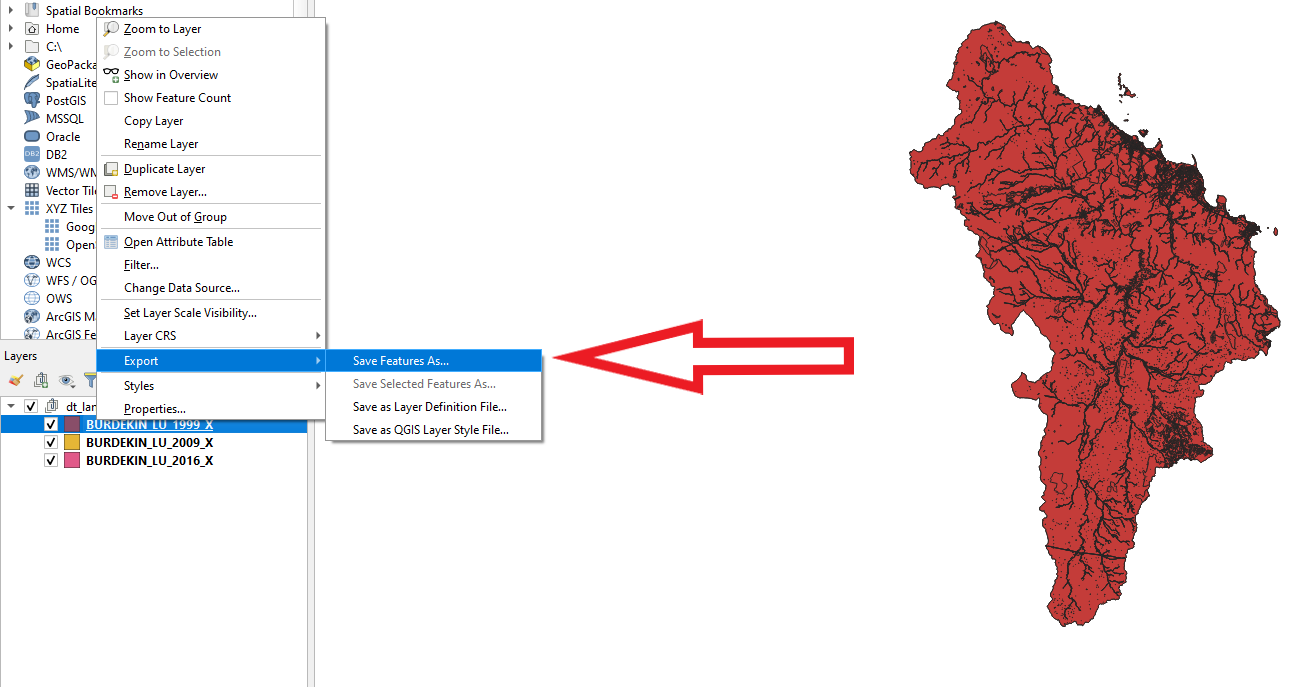 Spatial Bookmarks
Home
C:\
GeoPacka
SpatiaLite
PostGIS
MSSQL
Oracle
DB2
DB2
WMS/WM
Vector Tile
XYZ Tiles
Goog
Open
WCS
WFS / OG
OWS
ArcGIS M
ArcGIS Fe
Zoom to Layer
Zoom to Selection
Show in Overview
Show Feature Count
Copy Layer
Rename Layer
Duplicate Layer
Remove Layer...
Move Out of Group
Open Attribute Table
Filter...
Change Data Source...
Set Layer Scale Visibility...
Layer CRS
Export
Styles
Properties...
Save Features As...
Save Selected Features As...
Save as Layer Definition File...
Save as QGIS Layer Style File...
Layers
dt_lan
BURDEKIN_LU_1999_X
BURDEKIN_LU_2009_X
BURDEKIN_LU_2016_X